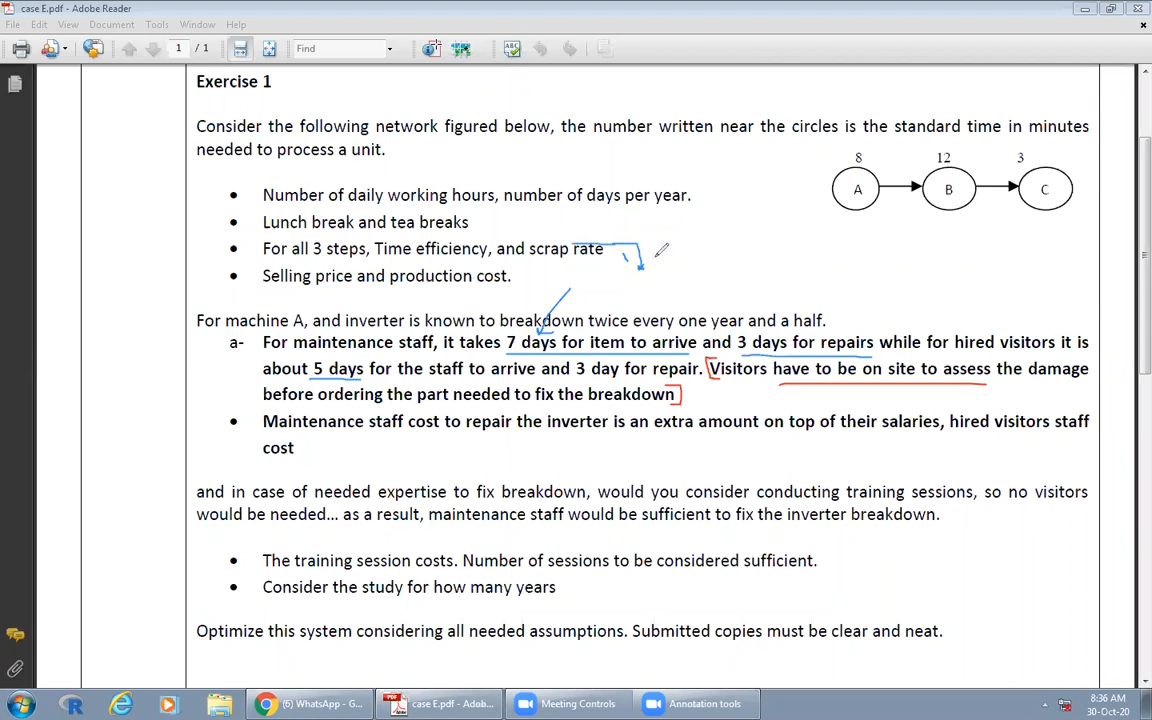 case E.pdf - Adobe Reader
File Edit View Document Tools Window Help
1 / 1 Find
Exercise 1
Consider the following network figured below, the number written near the circles is the standard time in minutes
needed to process a unit.
8 12 3
A B C
• Number of daily working hours, number of days per year.
• Lunch break and tea breaks
• For all 3 steps, Time efficiency, and scrap rate
• Selling price and production cost.
For machine A, and inverter is known to breakdown twice every one year and a half.
a- For maintenance staff, it takes 7 days for item to arrive and 3 days for repairs while for hired visitors it is
about 5 days for the staff to arrive and 3 day for repair. Visitors have to be on site to assess the damage
before ordering the part needed to fix the breakdown
• Maintenance staff cost to repair the inverter is an extra amount on top of their salaries, hired visitors staff
cost
and in case of needed expertise to fix breakdown, would you consider conducting training sessions, so no visitors
would be needed... as a result, maintenance staff would be sufficient to fix the inverter breakdown.
• The training session costs. Number of sessions to be considered sufficient.
• Consider the study for how many years
Optimize this system considering all needed assumptions. Submitted copies must be clear and neat.
(6) WhatsApp - G... case E.pdf - Adob... Meeting Controls Annotation tools
8:36 AM
30-Oct-20